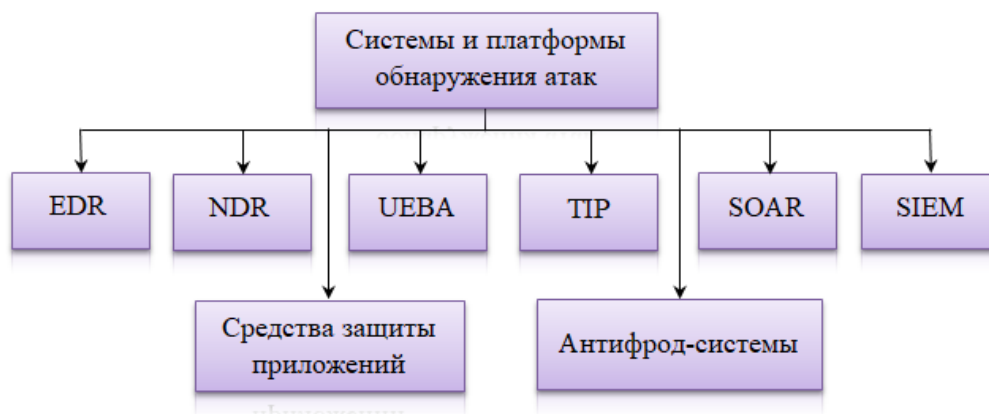 Системы и платформы
обнаружения атак
EDR
NDR
UEBA
TIP
SOAR
SIEM
Средства защиты
приложений
Антифрод-системы